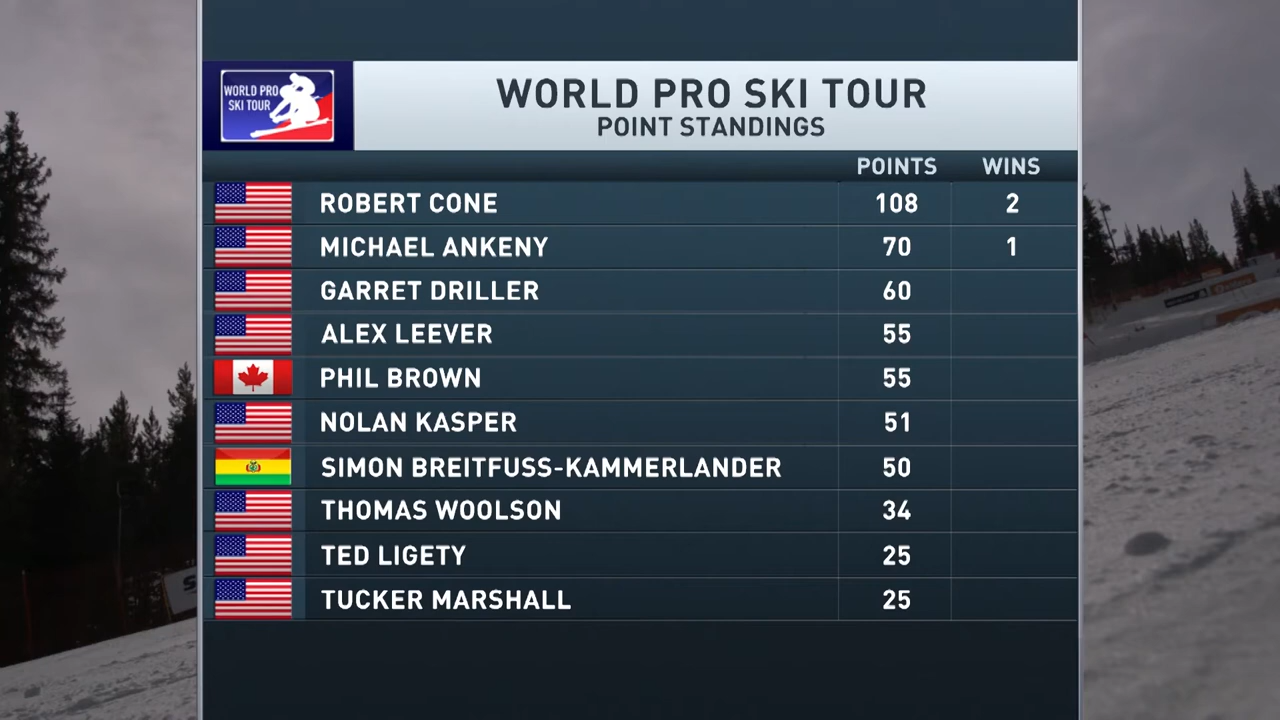 WORLD PRO
SKI TOUR
WORLD PRO SKI TOUR
POINT STANDINGS
POINTS WINS
ROBERT CONE 108 2
MICHAEL ANKENY 70 1
GARRET DRILLER 60
ALEX LEEVER 55
PHIL BROWN 55
NOLAN KASPER 51
SIMON BREITFUSS-KAMMERLANDER 50
THOMAS WOOLSON 34
TED LIGETY 25
TUCKER MARSHALL 25